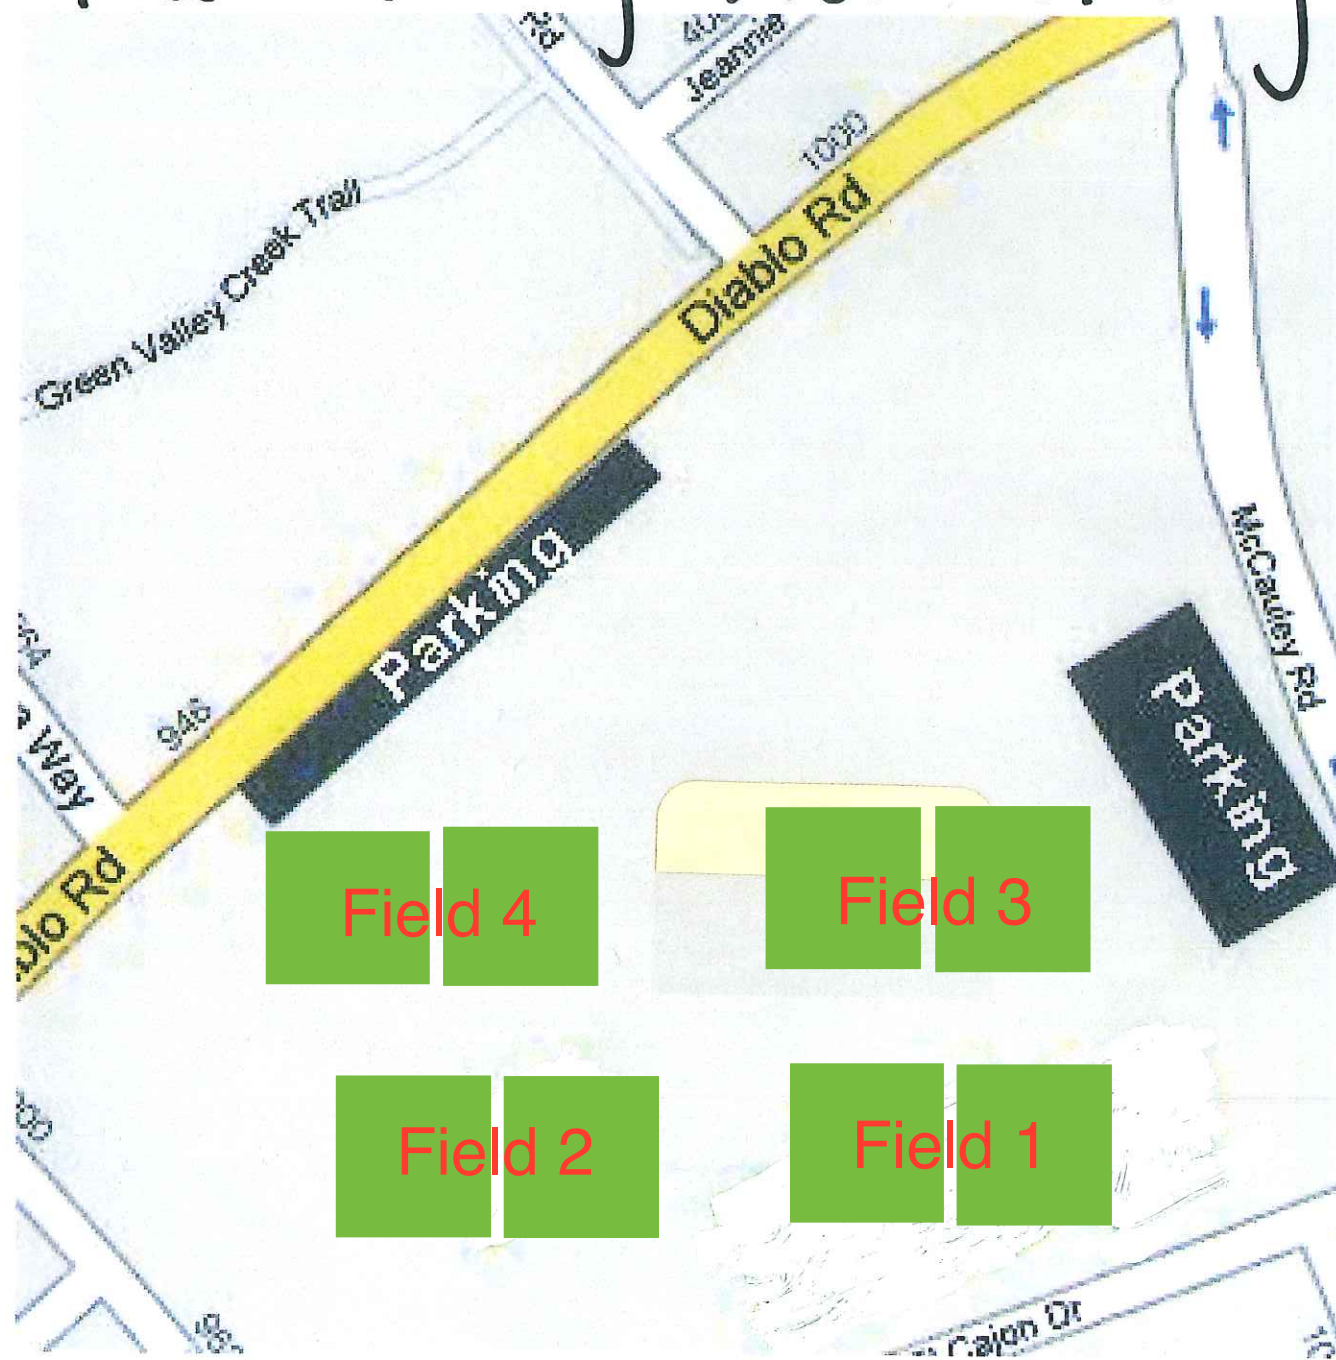 Jeannie
1000
Diablo Rd
Green Valley Creek Trail
Parking
McCauley Rd
Parking
946
Way
Rd
Field 4
Field 3
Field 2
Field 1
Cajon Dr